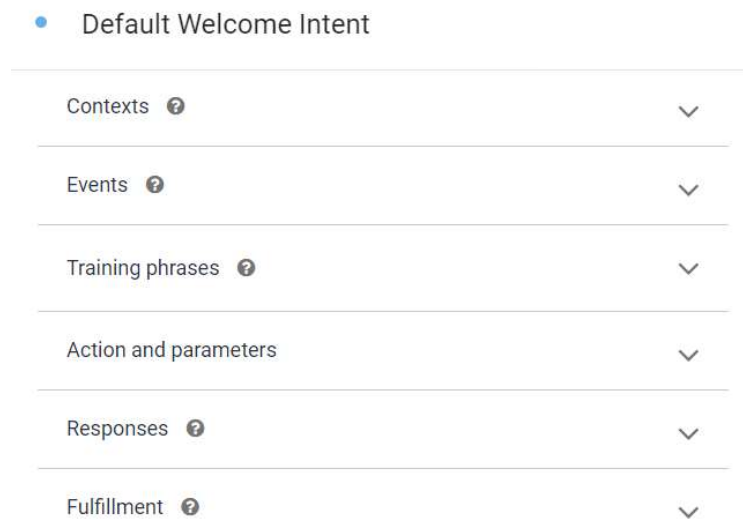 Default Welcome Intent
Contexts ?
Events ?
Training phrases ?
Action and parameters
Responses ?
Fulfillment ?